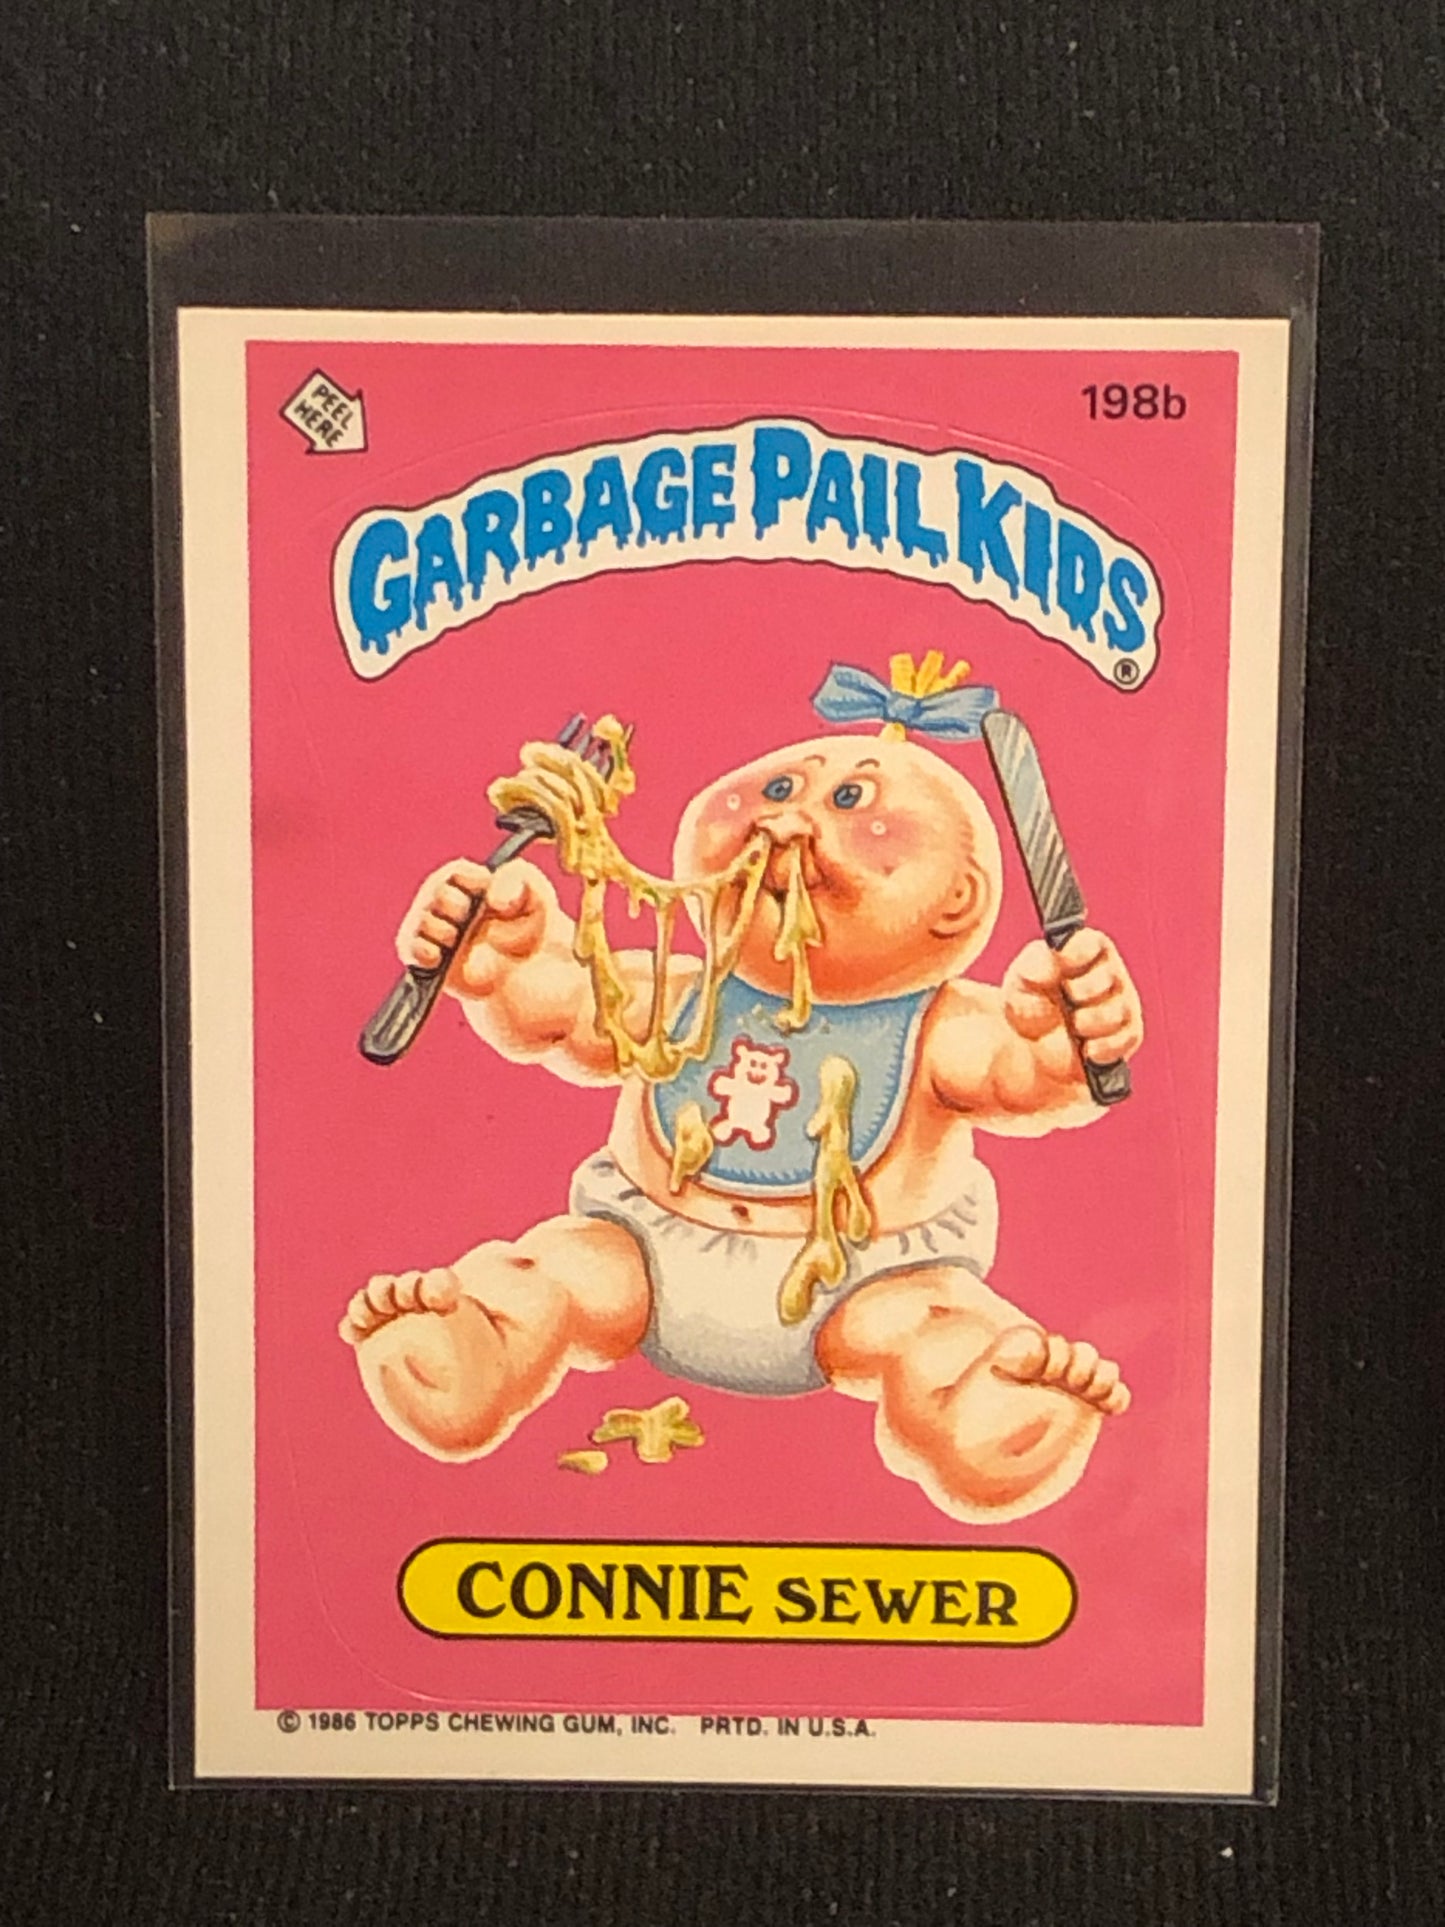 PEEL
HERE
198b
GARBAGE PAIL KIDS
®
CONNIE SEWER
© 1986 TOPPS CHEWING GUM, INC. PRTD. IN U.S.A.